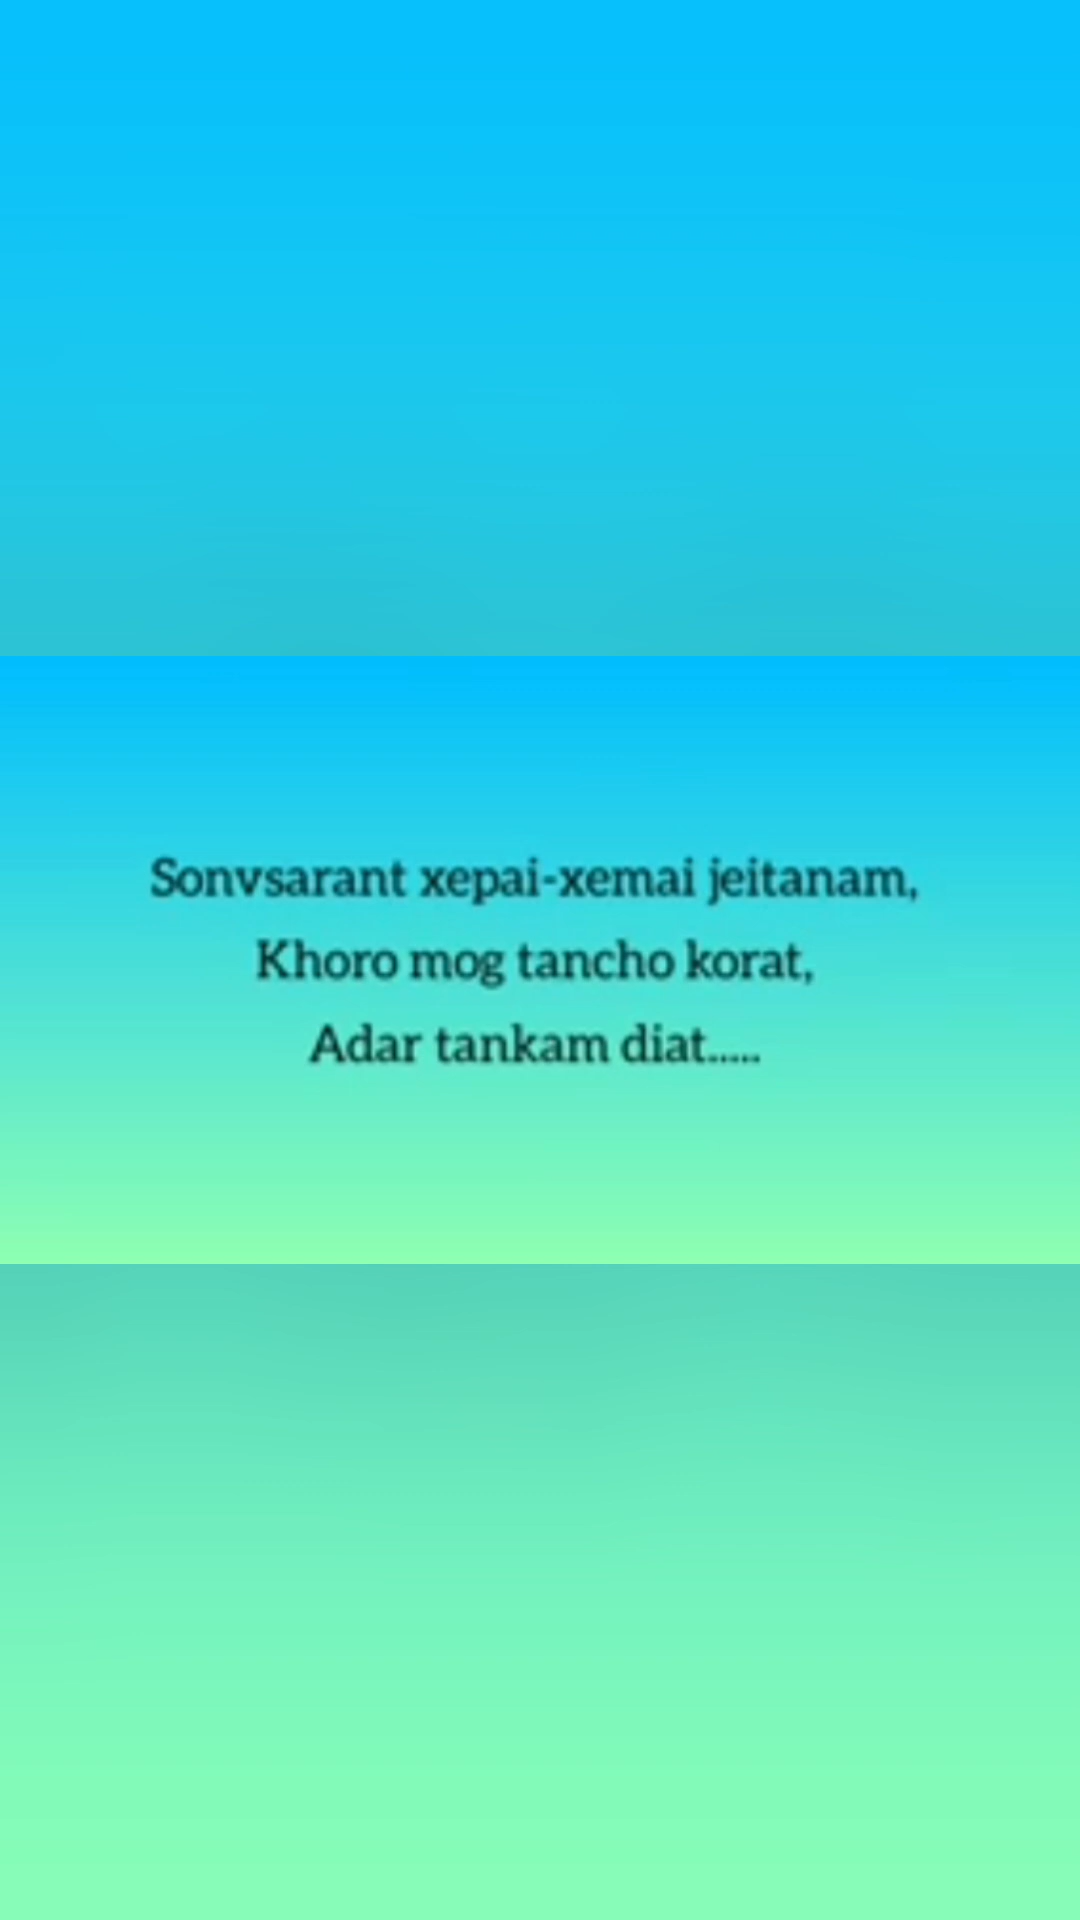 Sonvsarant xepai-xemai jeitanam,
Khoro mog tancho korat,
Adar tankam diat.....